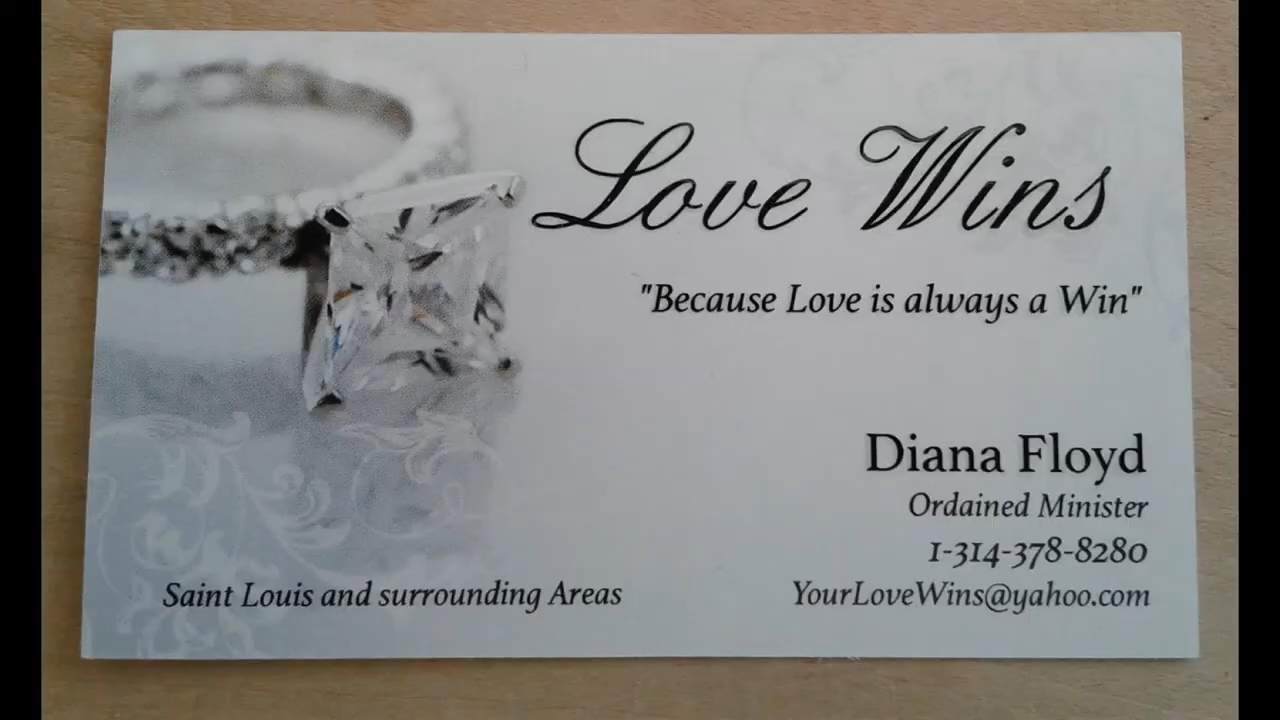 Love Wins
"Because Love is always a Win"
Diana Floyd
Ordained Minister
1-314-378-8280
Saint Louis and surrounding Areas
YourLoveWins@yahoo.com